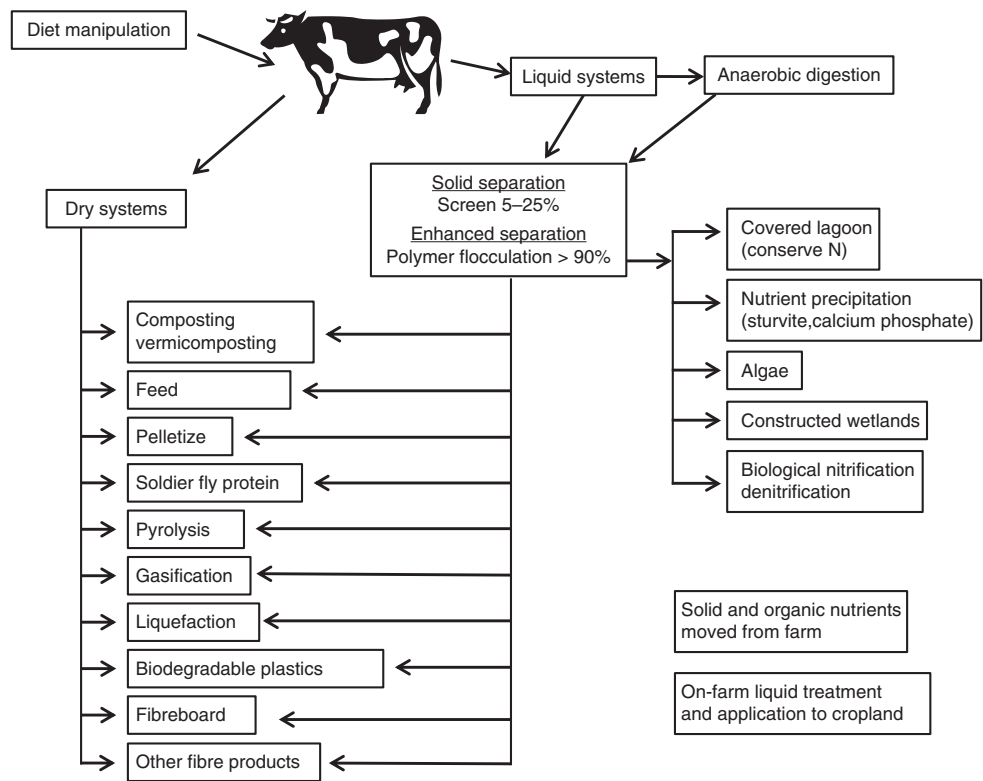 Diet manipulation
Liquid systems
Anaerobic digestion
Solid separation
Screen 5–25%
Enhanced separation
Polymer flocculation > 90%
Dry systems
Composting
vermicomposting
Feed
Pelletize
Soldier fly protein
Pyrolysis
Gasification
Liquefaction
Biodegradable plastics
Fibreboard
Other fibre products
Covered lagoon
(conserve N)
Nutrient precipitation
(sturvite,calcium phosphate)
Algae
Constructed wetlands
Biological nitrification
denitrification
Solid and organic nutrients
moved from farm
On-farm liquid treatment
and application to cropland